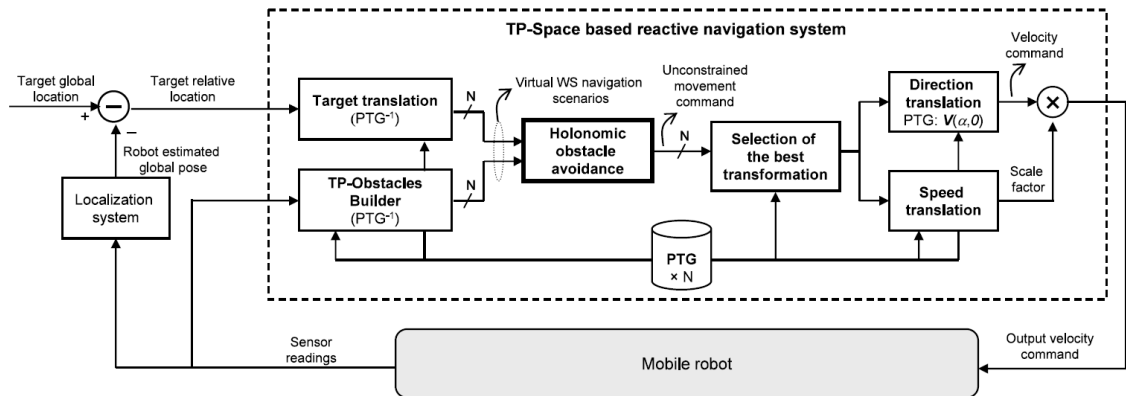 TP-Space based reactive navigation system
Velocity
command
Target global
location
+
−
−
Target relative
location
Robot estimated
global pose
Localization
system
Target translation
(PTG⁻¹)
N
Virtual WS navigation
scenarios
TP-Obstacles
Builder
(PTG⁻¹)
N
Holonomic
obstacle
avoidance
Unconstrained
movement
command
N
Selection of
the best
transformation
Direction
translation
PTG: V(α,0)
×
Speed
translation
Scale
factor
PTG
× N
Sensor
readings
Mobile robot
Output velocity
command